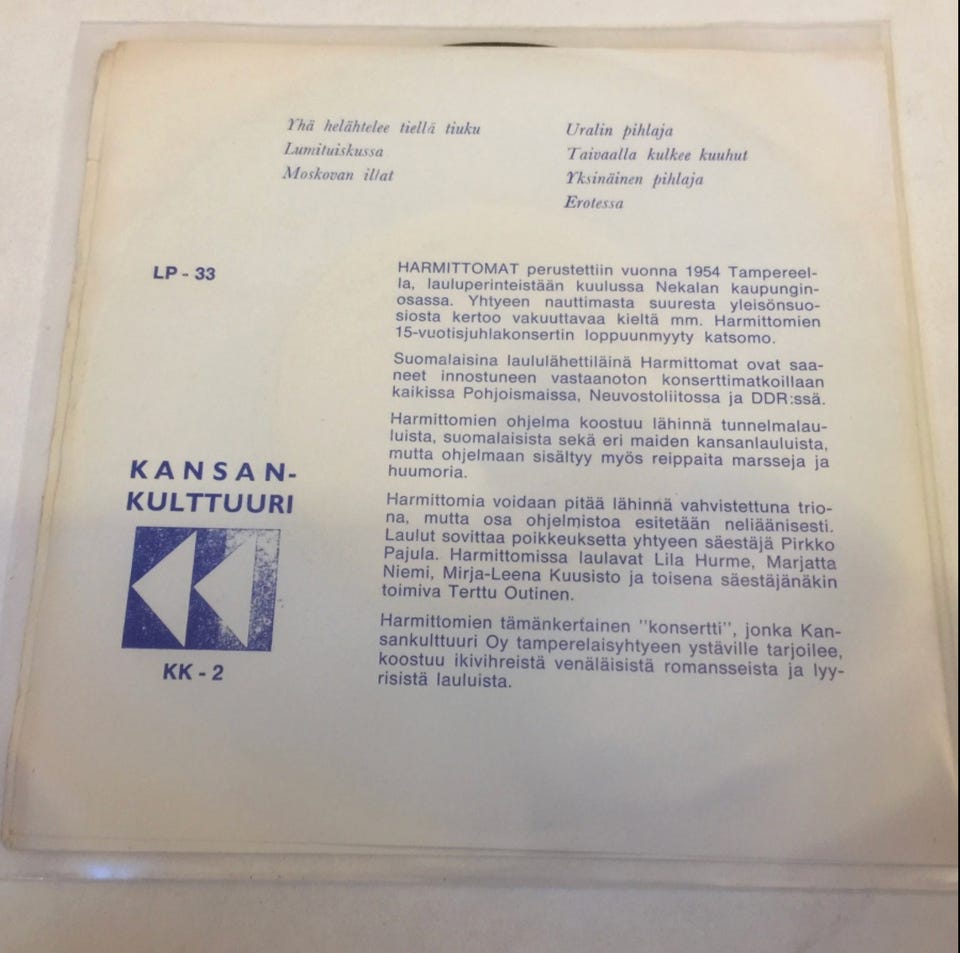 Yhä helähtelee tiellä tiuku
Lumituiskussa
Moskovan illat
Uralin pihlaja
Taivaalla kulkee kuuhut
Yksinäinen pihlaja
Erotessa
LP - 33
HARMITTOMAT perustettiin vuonna 1954 Tampereel-
la, lauluperinteistään kuulussa Nekalan kaupungin-
osassa. Yhtyeen nauttimasta suuresta yleisönsuo-
siosta kertoo vakuuttavaa kieltä mm. Harmittomien
15-vuotisjuhlakonsertin loppuunmyyty katsomo.
Suomalaisina laululähettiläinä Harmittomat ovat saa-
neet innostuneen vastaanoton konserttimatkoillaan
kaikissa Pohjoismaissa, Neuvostoliitossa ja DDR:ssä.
Harmittomien ohjelma koostuu lähinnä tunnelmalau-
luista, suomalaisista sekä eri maiden kansanlauluista,
mutta ohjelmaan sisältyy myös reippaita marsseja ja
huumoria.
Harmittomia voidaan pitää lähinnä vahvistettuna trio-
na, mutta osa ohjelmistoa esitetään neliäänisesti.
Laulut sovittaa poikkeuksetta yhtyeen säestäjä Pirkko
Pajula. Harmittomissa laulavat Lila Hurme, Marjatta
Niemi, Mirja-Leena Kuusisto ja toisena säestäjänäkin
toimiva Terttu Outinen.
Harmittomien tämänkertainen "konsertti", jonka Kan-
sankulttuuri Oy tamperelaisyhtyeen ystäville tarjoilee,
koostuu ikivihreistä venäläisistä romansseista ja lyy-
risistä lauluista.
KANSAN-
KULTTUURI
KK - 2